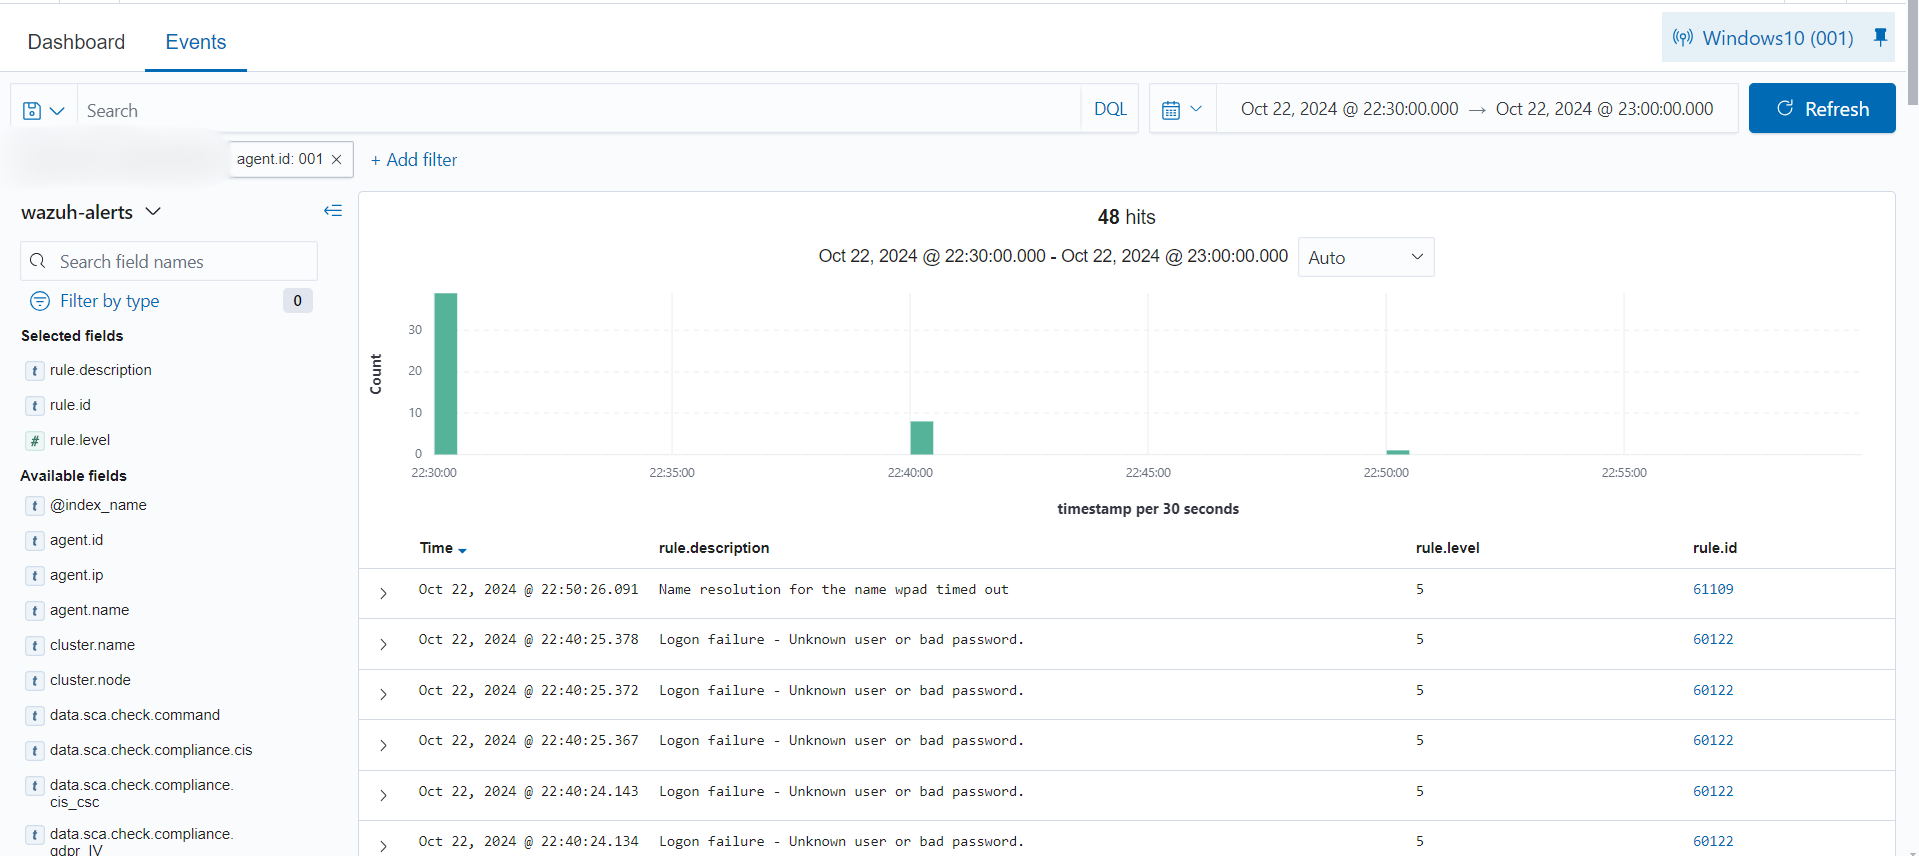 Dashboard Events Windows10 (001)
Search DQL Oct 22, 2024 @ 22:30:00.000 → Oct 22, 2024 @ 23:00:00.000 Refresh
agent.id: 001 × + Add filter
wazuh-alerts
Search field names
Filter by type 0
Selected fields
t rule.description
t rule.id
# rule.level
Available fields
t @index_name
t agent.id
t agent.ip
t agent.name
t cluster.name
t cluster.node
t data.sca.check.command
t data.sca.check.compliance.cis
t data.sca.check.compliance.
cis_csc
t data.sca.check.compliance.
gdpr_IV
48 hits
Oct 22, 2024 @ 22:30:00.000 - Oct 22, 2024 @ 23:00:00.000 Auto
Count
30
20
10
0
22:30:00 22:35:00 22:40:00 22:45:00 22:50:00 22:55:00
timestamp per 30 seconds
Time rule.description rule.level rule.id
Oct 22, 2024 @ 22:50:26.091 Name resolution for the name wpad timed out 5 61109
Oct 22, 2024 @ 22:40:25.378 Logon failure - Unknown user or bad password. 5 60122
Oct 22, 2024 @ 22:40:25.372 Logon failure - Unknown user or bad password. 5 60122
Oct 22, 2024 @ 22:40:25.367 Logon failure - Unknown user or bad password. 5 60122
Oct 22, 2024 @ 22:40:24.143 Logon failure - Unknown user or bad password. 5 60122
Oct 22, 2024 @ 22:40:24.134 Logon failure - Unknown user or bad password. 5 60122